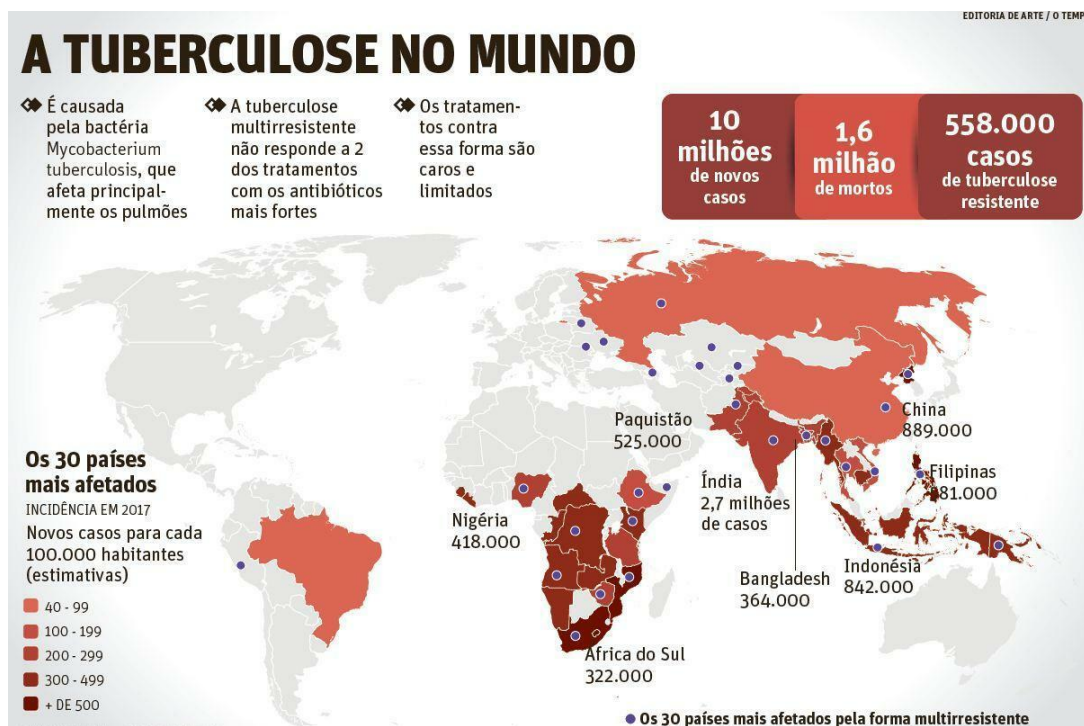 EDITORIA DE ARTE / O TEMP
A TUBERCULOSE NO MUNDO
É causada
pela bactéria
Mycobacterium
tuberculosis, que
afeta principal-
mente os pulmões
A tuberculose
multirresistente
não responde a 2
dos tratamentos
com os antibióticos
mais fortes
Os tratamen-
tos contra
essa forma são
caros e
limitados
10
milhões
de novos
casos
1,6
milhão
de mortos
558.000
casos
de tuberculose
resistente
Paquistão
525.000
China
889.000
Índia
2,7 milhões
de casos
Filipinas
81.000
Nigéria
418.000
Bangladesh
364.000
Indonésia
842.000
África do Sul
322.000
Os 30 países
mais afetados
INCIDÊNCIA EM 2017
Novos casos para cada
100.000 habitantes
(estimativas)
40 - 99
100 - 199
200 - 299
300 - 499
+ DE 500
Os 30 países mais afetados pela forma multirresistente